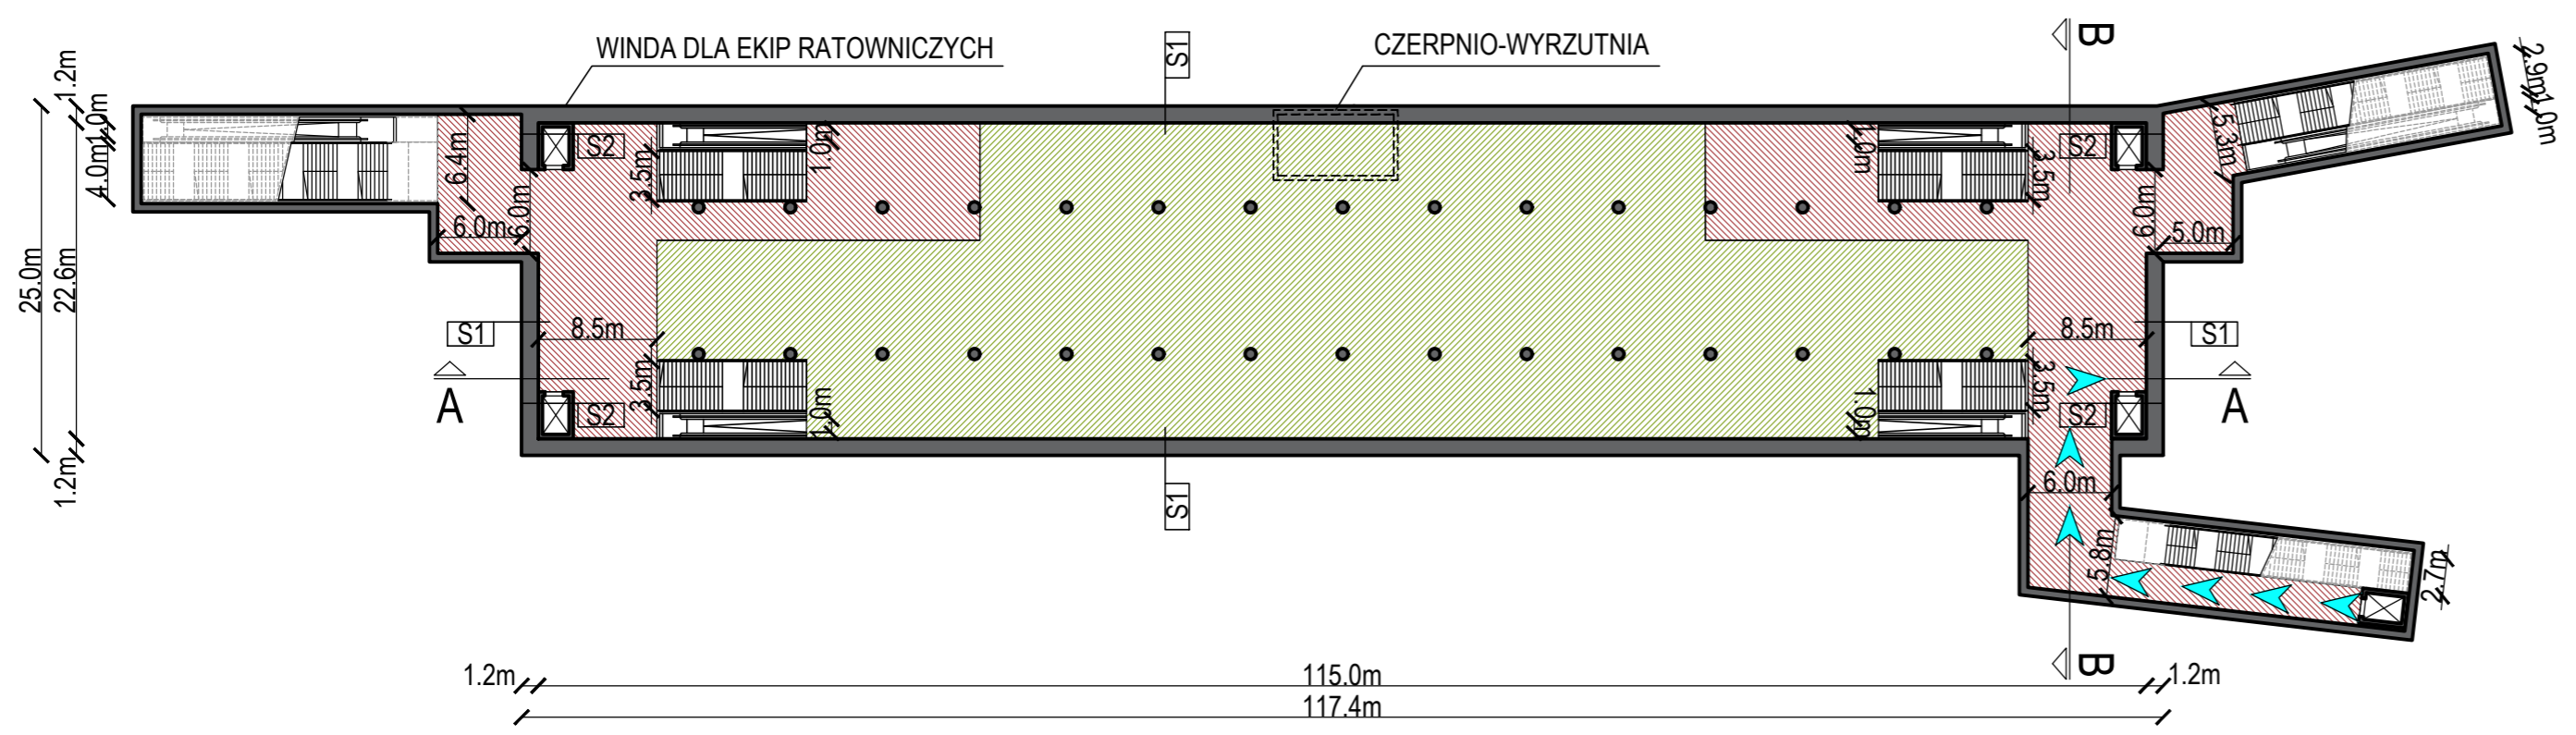 WINDA DLA EKIP RATOWNICZYCH
CZERPNIO-WYRZUTNIA
S1
B
2.9m
1.0m
1.2m
1.0m
4.0m
25.0m
22.6m
1.2m
6.4m
6.0m
6.0m
S2
3.5m
1.0m
1.0m
3.5m
S2
6.0m
5.3m
5.0m
S1
8.5m
A
S2
3.5m
1.0m
1.0m
3.5m
8.5m
S2
S1
A
S1
6.0m
5.8m
2.7m
B
1.2m
115.0m
1.2m
117.4m